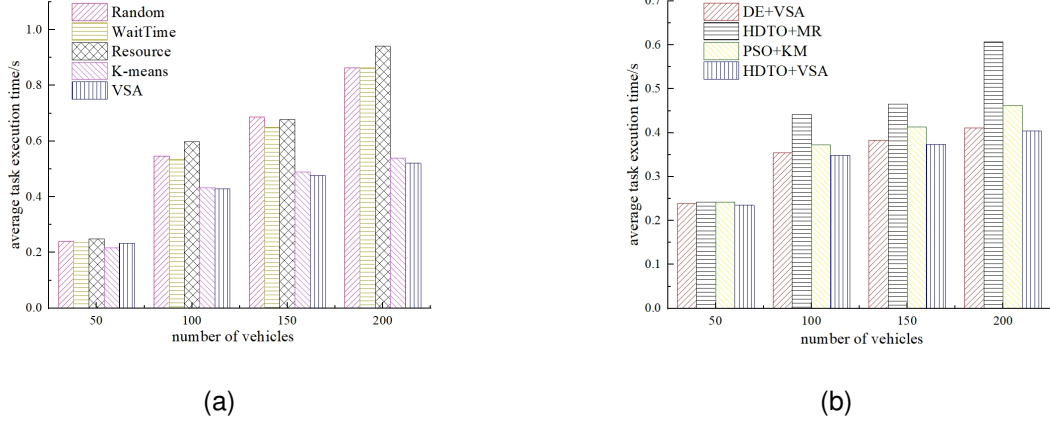 average task execution time/s
1.0
0.8
0.6
0.4
0.2
0.0
Random
WaitTime
Resource
K-means
VSA
50 100 150 200
number of vehicles
(a)
average task execution time/s
0.7
0.6
0.5
0.4
0.3
0.2
0.1
0.0
DE+VSA
HDTO+MR
PSO+KM
HDTO+VSA
50 100 150 200
number of vehicles
(b)